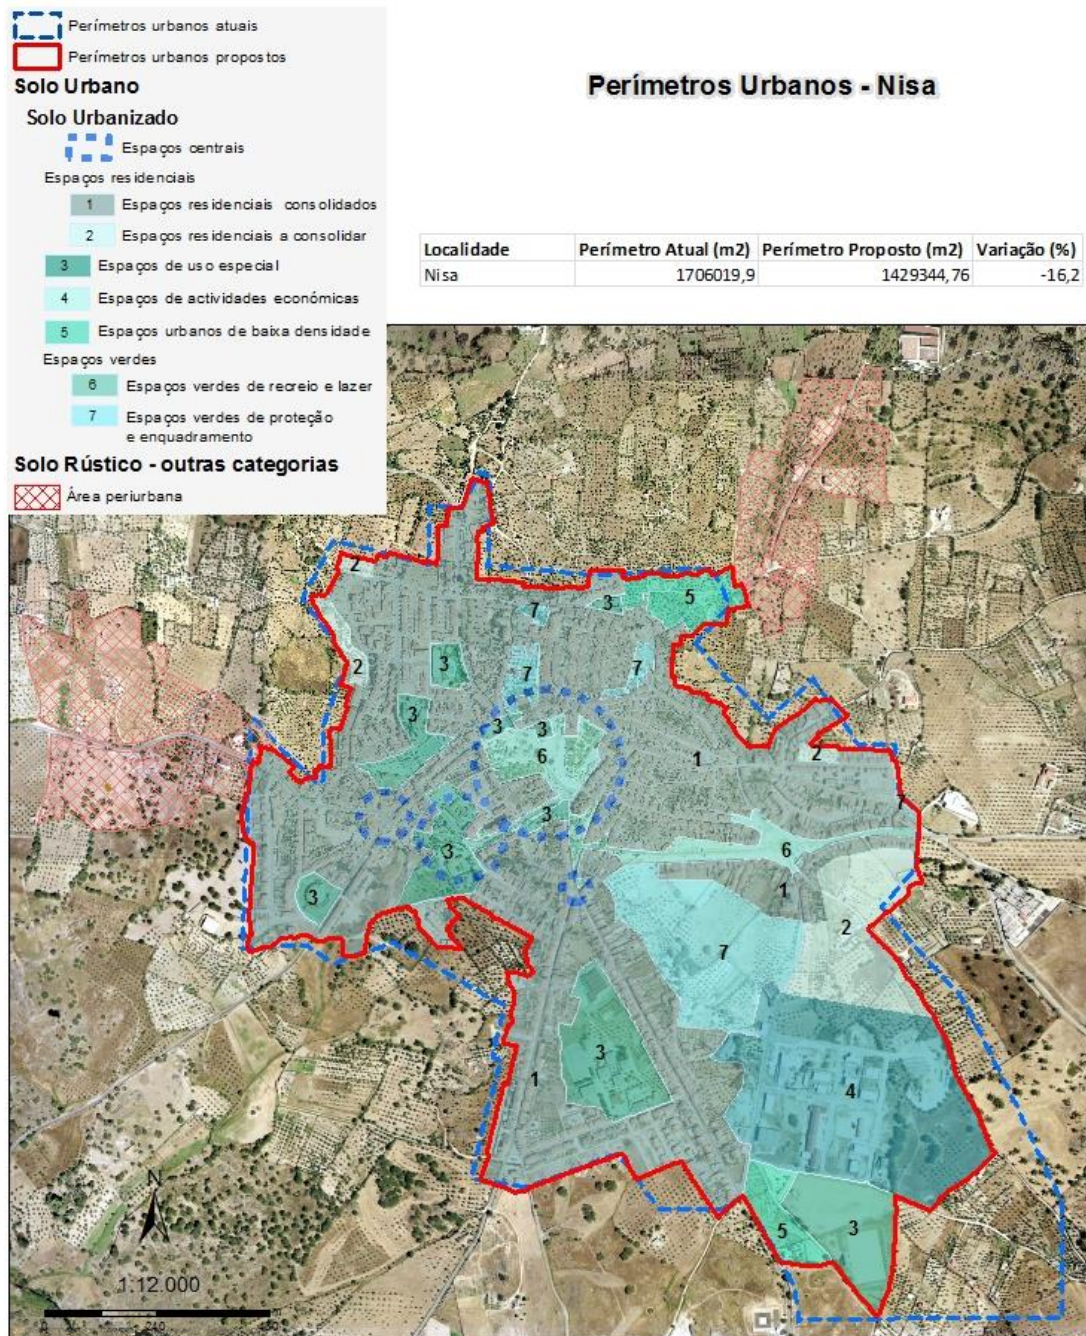 Perímetros urbanos atuais
Perímetros urbanos propostos
Solo Urbano
Solo Urbanizado
Espaços centrais
Espaços residenciais
1 Espaços residenciais consolidados
2 Espaços residenciais a consolidar
3 Espaços de uso especial
4 Espaços de actividades económicas
5 Espaços urbanos de baixa densidade
Espaços verdes
6 Espaços verdes de recreio e lazer
7 Espaços verdes de proteção
e enquadramento
Solo Rústico - outras categorias
Área periurbana
Perímetros Urbanos - Nisa
Localidade Perímetro Atual (m2) Perímetro Proposto (m2) Variação (%)
Nisa 1706019,9 1429344,76 -16,2
2
5
3
7
2
3
7
7
3
3
3
6
1
2
7
3
3
6
1
3
2
7
3
1
4
5
3
N
1:12.000
240